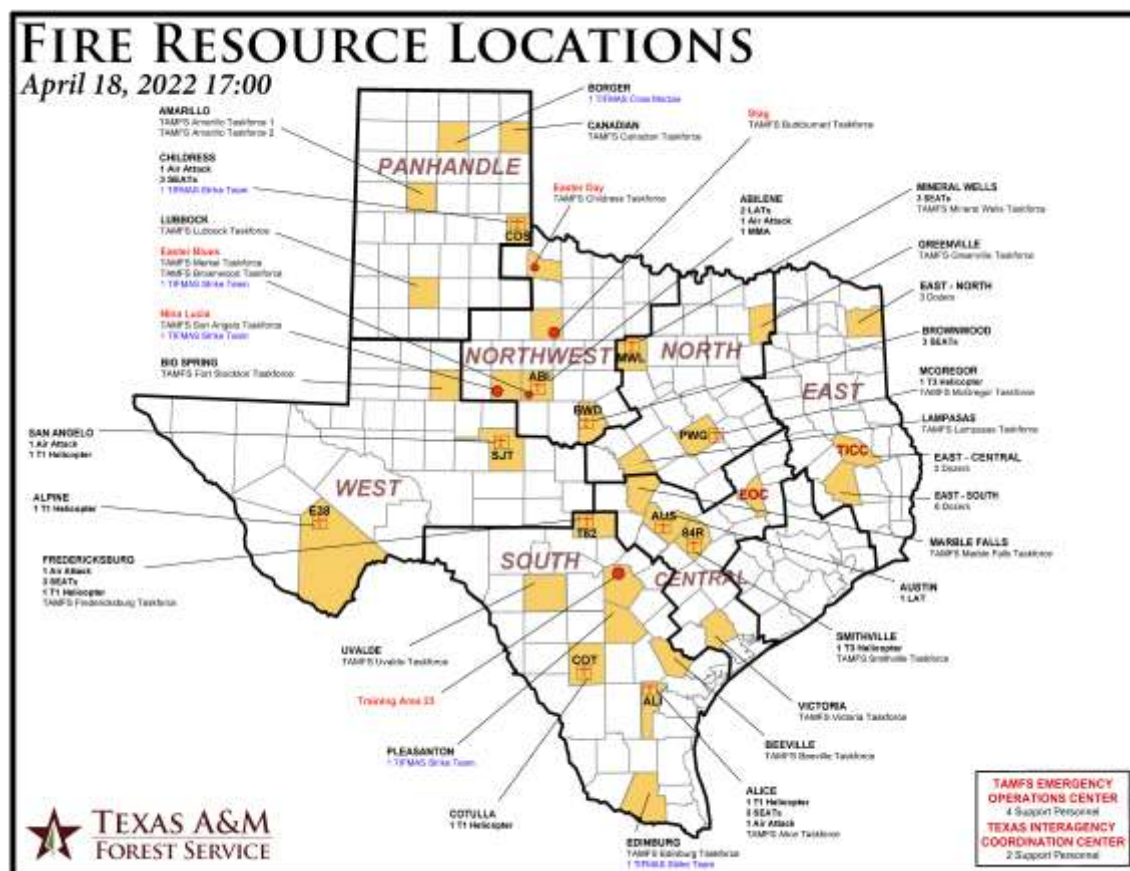 FIRE RESOURCE LOCATIONS
April 18, 2022 17:00
AMARILLO
TAMFS Amarillo Taskforce 1
TAMFS Amarillo Taskforce 2
CHILDRESS
1 Air Attack
3 SEATs
1 TIFMAS Strike Team
LUBBOCK
TAMFS Lubbock Taskforce
Easter Blues
TAMFS Merkel Taskforce
TAMFS Brownwood Taskforce
1 TIFMAS Strike Team
Nina Lucia
TAMFS San Angelo Taskforce
1 TIFMAS Strike Team
BIG SPRING
TAMFS Fort Stockton Taskforce
SAN ANGELO
1 Air Attack
1 T1 Helicopter
ALPINE
1 T1 Helicopter
FREDERICKSBURG
1 Air Attack
3 SEATs
1 T1 Helicopter
TAMFS Fredericksburg Taskforce
UVALDE
TAMFS Uvalde Taskforce
Training Area 23
PLEASANTON
1 TIFMAS Strike Team
COTULLA
1 T1 Helicopter
EDINBURG
TAMFS Edinburg Taskforce
1 TIFMAS Strike Team
BORGER
1 TIFMAS Module
CANADIAN
TAMFS Canadian Taskforce
Easter Day
TAMFS Childress Taskforce
TAMFS Burkburnett Taskforce
ABILENE
2 LATs
1 Air Attack
1 MMA
MINERAL WELLS
3 SEATs
TAMFS Mineral Wells Taskforce
GREENVILLE
TAMFS Greenville Taskforce
EAST - NORTH
3 Dozers
BROWNWOOD
3 SEATs
MCGREGOR
1 T3 Helicopter
TAMFS McGregor Taskforce
LAMPASAS
TAMFS Lampasas Taskforce
EAST - CENTRAL
Dozers
EAST - SOUTH
6 Dozers
MARBLE FALLS
TAMFS Marble Falls Taskforce
AUSTIN
1 LAT
SMITHVILLE
1 T3 Helicopter
TAMFS Smithville Taskforce
VICTORIA
TAMFS Victoria Taskforce
BEEVILLE
TAMFS Beeville Taskforce
ALICE
1 T1 Helicopter
SEATs
1 Air Attack
TAMFS Alice Taskforce
PANHANDLE
CDS
NORTHWEST
ABI
MWL
NORTH
EAST
BWD
PWG
TICC
SJT
WEST
E38
EOC
AUS
84R
T82
SOUTH
CENTRAL
COT
ALI
TEXAS A&M
FOREST SERVICE
TAMFS EMERGENCY
OPERATIONS CENTER
4 Support Personnel
TEXAS INTERAGENCY
COORDINATION CENTER
2 Support Personnel